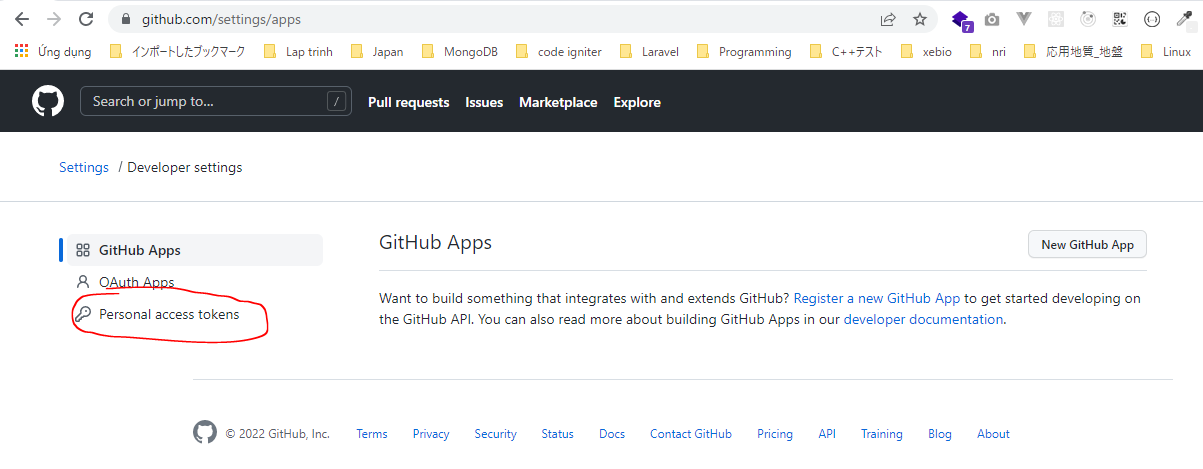 github.com/settings/apps
7
Ứng dụng インポートしたブックマーク Lap trinh Japan MongoDB code igniter Laravel Programming C++テスト xebio nri 応用地質_地盤 Linux
Search or jump to... / Pull requests Issues Marketplace Explore
Settings / Developer settings
GitHub Apps
OAuth Apps
Personal access tokens
GitHub Apps New GitHub App
Want to build something that integrates with and extends GitHub? Register a new GitHub App to get started developing on
the GitHub API. You can also read more about building GitHub Apps in our developer documentation.
© 2022 GitHub, Inc. Terms Privacy Security Status Docs Contact GitHub Pricing API Training Blog About